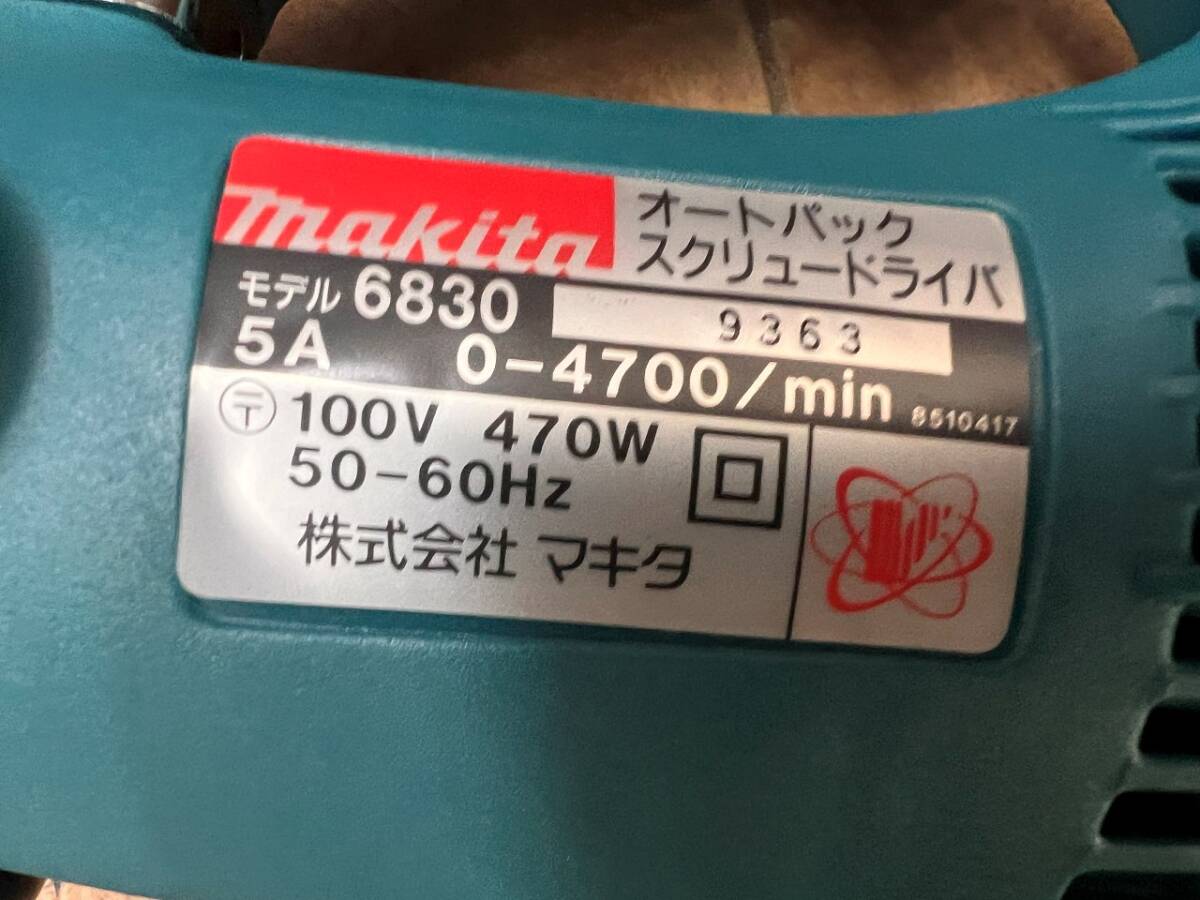 makita
オートパック
スクリュードライバ
モデル 6830
9363
5A 0-4700/min
8510417
〒 100V 470W
50-60Hz
株式会社 マキタ